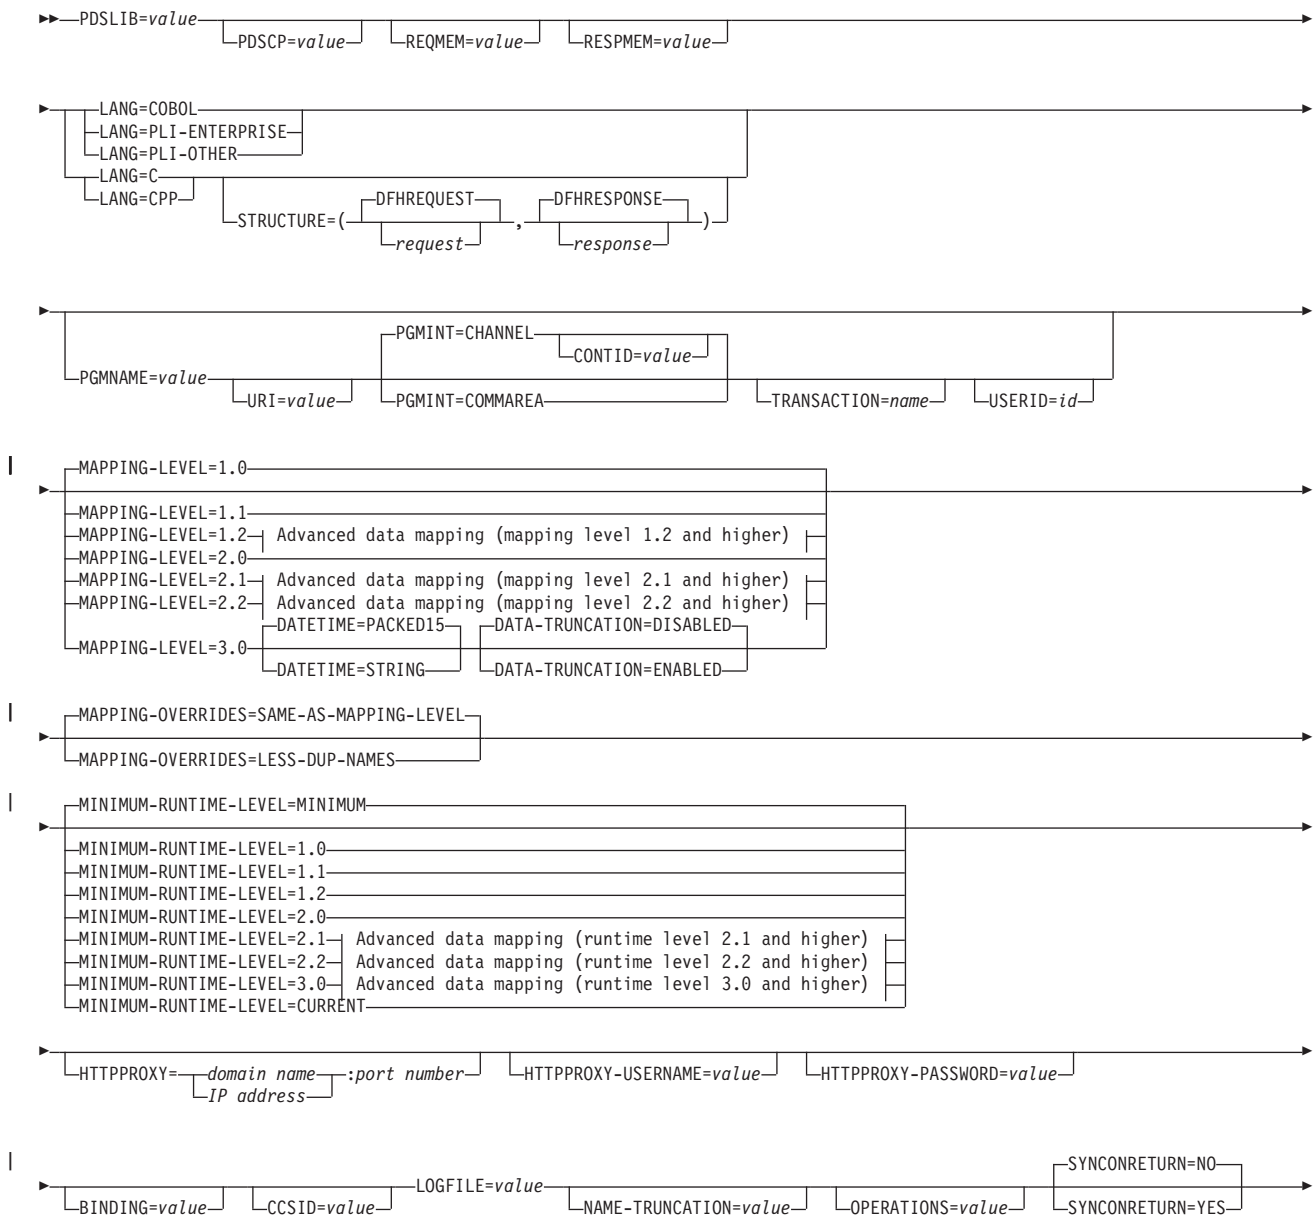 PDSLIB=value
PDSCP=value REQMEM=value RESPMEM=value
LANG=COBOL
LANG=PLI-ENTERPRISE
LANG=PLI-OTHER
LANG=C
LANG=CPP DFHREQUEST DFHRESPONSE
STRUCTURE=( , )
request response
PGMINT=CHANNEL
CONTID=value
PGMNAME=value
URI=value PGMINT=COMMAREA TRANSACTION=name USERID=id
MAPPING-LEVEL=1.0
MAPPING-LEVEL=1.1
MAPPING-LEVEL=1.2 Advanced data mapping (mapping level 1.2 and higher)
MAPPING-LEVEL=2.0
MAPPING-LEVEL=2.1 Advanced data mapping (mapping level 2.1 and higher)
MAPPING-LEVEL=2.2 Advanced data mapping (mapping level 2.2 and higher)
DATETIME=PACKED15 DATA-TRUNCATION=DISABLED
MAPPING-LEVEL=3.0
DATETIME=STRING DATA-TRUNCATION=ENABLED
MAPPING-OVERRIDES=SAME-AS-MAPPING-LEVEL
MAPPING-OVERRIDES=LESS-DUP-NAMES
MINIMUM-RUNTIME-LEVEL=MINIMUM
MINIMUM-RUNTIME-LEVEL=1.0
MINIMUM-RUNTIME-LEVEL=1.1
MINIMUM-RUNTIME-LEVEL=1.2
MINIMUM-RUNTIME-LEVEL=2.0
MINIMUM-RUNTIME-LEVEL=2.1 Advanced data mapping (runtime level 2.1 and higher)
MINIMUM-RUNTIME-LEVEL=2.2 Advanced data mapping (runtime level 2.2 and higher)
MINIMUM-RUNTIME-LEVEL=3.0 Advanced data mapping (runtime level 3.0 and higher)
MINIMUM-RUNTIME-LEVEL=CURRENT
HTTPPROXY= domain name :port number HTTPPROXY-USERNAME=value HTTPPROXY-PASSWORD=value
IP address
SYNCONRETURN=NO
LOGFILE=value
BINDING=value CCSID=value NAME-TRUNCATION=value OPERATIONS=value SYNCONRETURN=YES